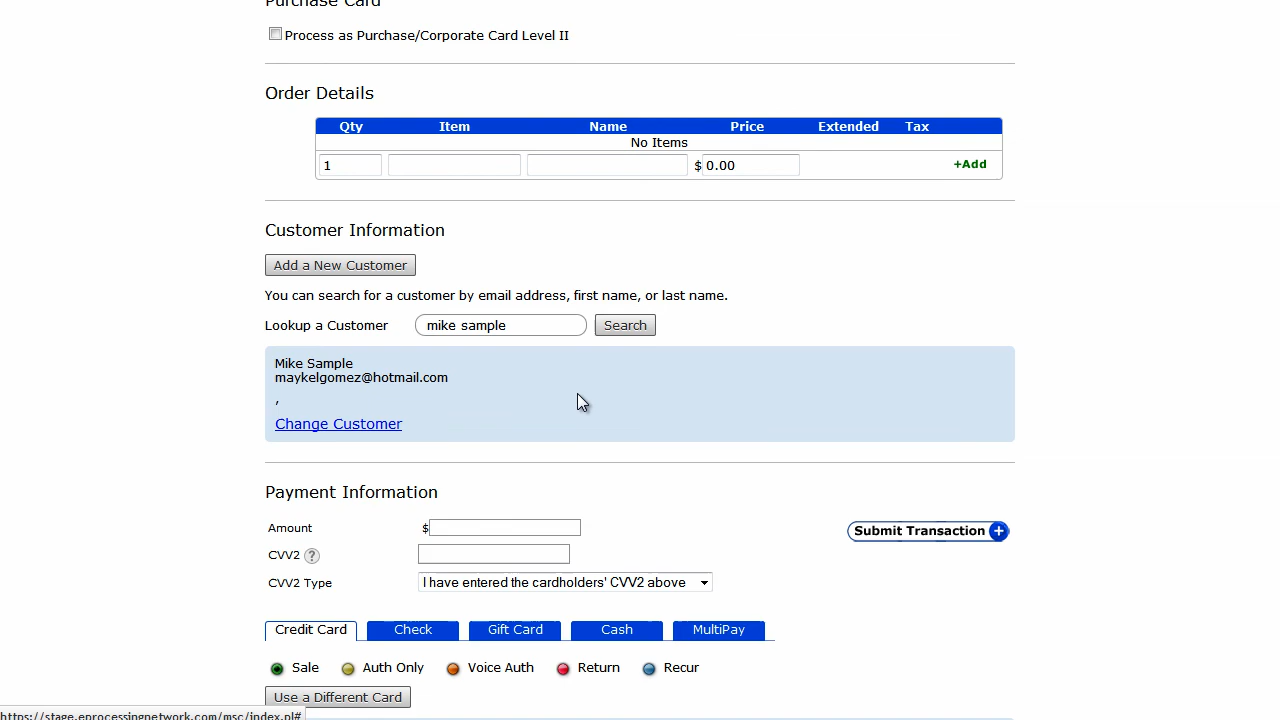 Purchase Card
Process as Purchase/Corporate Card Level II
Order Details
Qty Item Name Price Extended Tax
No Items
1 $ 0.00 +Add
Customer Information
Add a New Customer
You can search for a customer by email address, first name, or last name.
Lookup a Customer mike sample Search
Mike Sample
maykelgomez@hotmail.com
,
Change Customer
Payment Information
Amount $ Submit Transaction +
CVV2 ?
CVV2 Type I have entered the cardholders' CVV2 above
Credit Card Check Gift Card Cash MultiPay
Sale Auth Only Voice Auth Return Recur
Use a Different Card
https://stage.eprocessingnetwork.com/msc/index.pl#